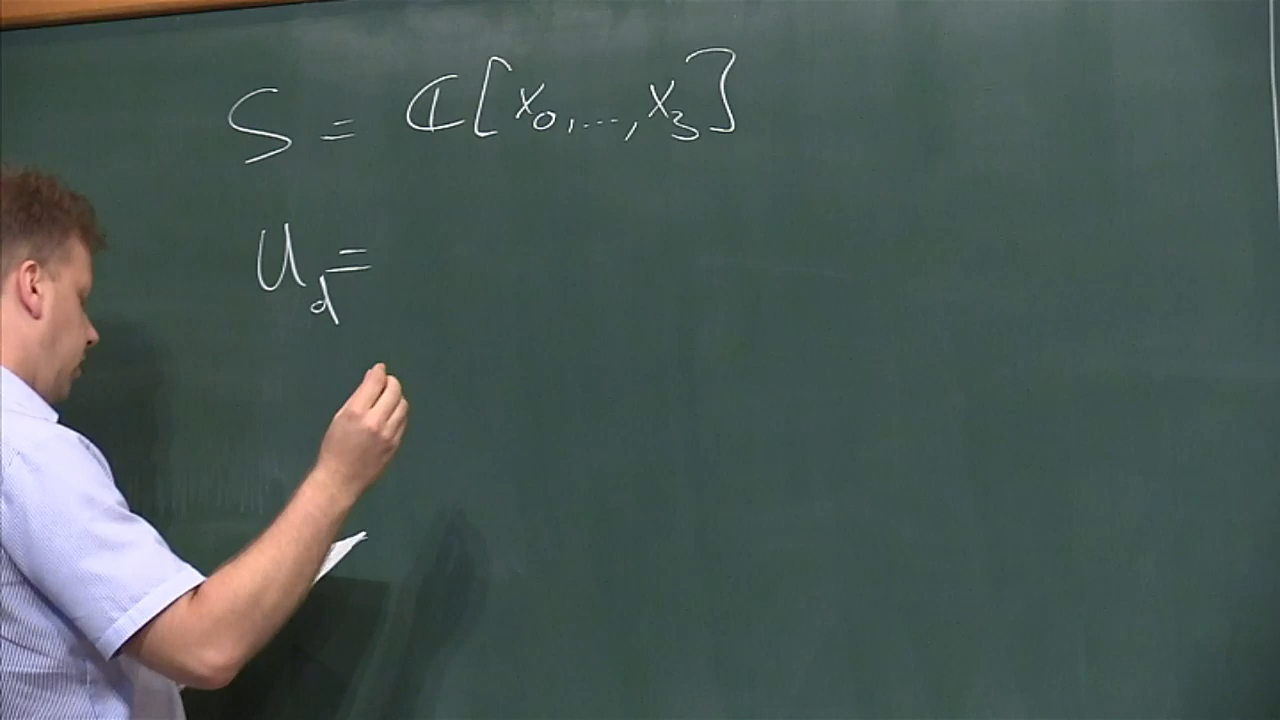 S = ℂ[x₀,...,x₃]
U_d =